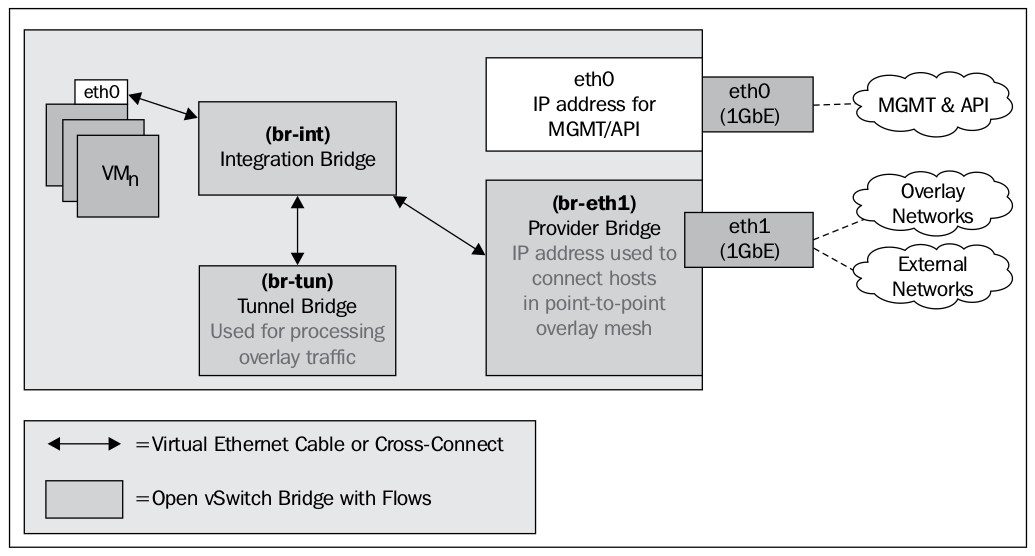 eth0
VMn
(br-int)
Integration Bridge
(br-tun)
Tunnel Bridge
Used for processing
overlay traffic
eth0
IP address for
MGMT/API
eth0
(1GbE)
MGMT & API
(br-eth1)
Provider Bridge
IP address used to
connect hosts
in point-to-point
overlay mesh
eth1
(1GbE)
Overlay
Networks
External
Networks
=Virtual Ethernet Cable or Cross-Connect
=Open vSwitch Bridge with Flows